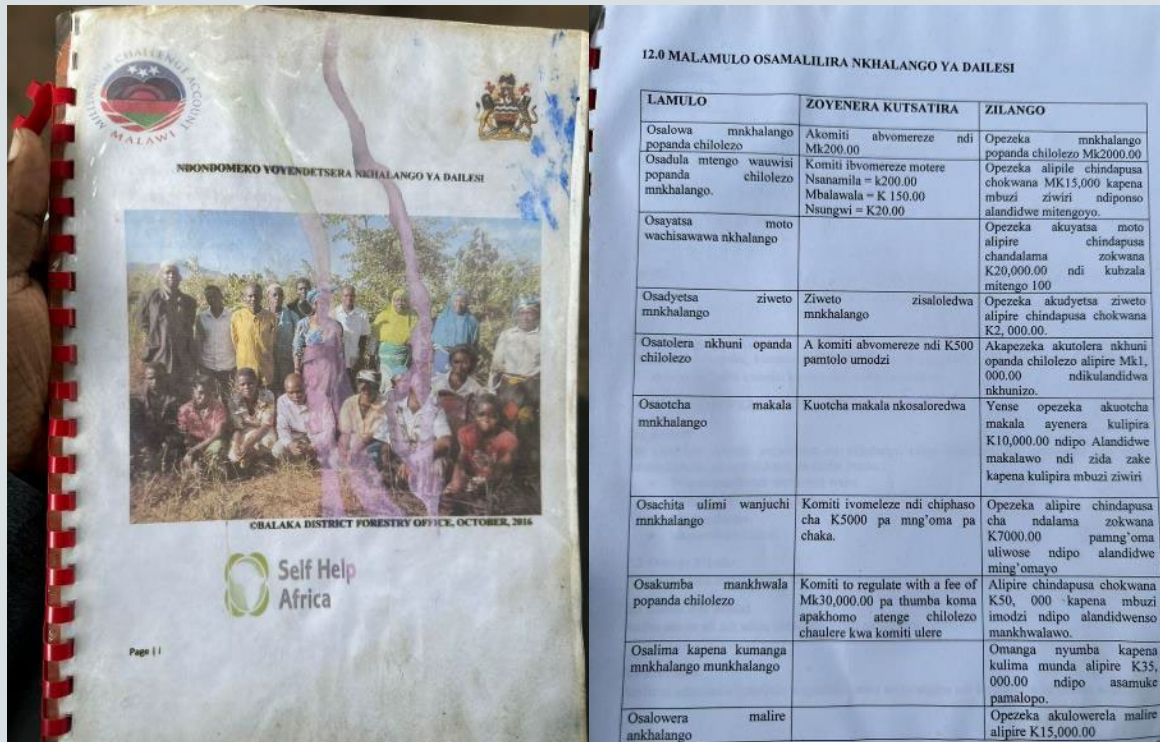 MILLENNIUM CHALLENGE ACCOUNT
MALAWI
NDONDOMEKO YOYENDETSERA NKHALANGO YA DAILESI
©BALAKA DISTRICT FORESTRY OFFICE, OCTOBER, 2016
Self Help
Africa
Page | i
12.0 MALAMULO OSAMALILIRA NKHALANGO YA DAILESI
LAMULO ZOYENERA KUTSATIRA ZILANGO
Osalowa mnkhalango
popanda chilolezo
Akomiti abvomereze ndi
Mk200.00
Opezeka mnkhalango
popanda chilolezo Mk2000.00
Osadula mtengo wauwisi
popanda chilolezo
mnkhalango.
Komiti ibvomereze motere
Nsanamila = k200.00
Mbalawala = K 150.00
Nsungwi = K20.00
Opezeka alipile chindapusa
chokwana MK15,000 kapena
mbuzi ziwiri ndiponso
alandidwe mitengoyo.
Osayatsa moto
wachisawawa nkhalango
Opezeka akuyatsa moto
alipire chindapusa
chandalama zokwana
K20,000.00 ndi kubzala
mitengo 100
Osadyetsa ziweto
mnkhalango
Ziweto zisaloledwa
mnkhalango
Opezeka akudyetsa ziweto
alipire chindapusa chokwana
K2, 000.00.
Osatolera nkhuni opanda
chilolezo
A komiti abvomereze ndi K500
pamtolo umodzi
Akapezeka akutolera nkhuni
opanda chilolezo alipire Mk1,
000.00 ndikulandidwa
nkhunizo.
Osaotcha makala
mnkhalango
Kuotcha makala nkosaloredwa
Yense opezeka akuotcha
makala ayenera kulipira
K10,000.00 ndipo Alandidwe
makalawo ndi zida zake
kapena kulipira mbuzi ziwiri
Osachita ulimi wanjuchi
mnkhalango
Komiti ivomeleze ndi chiphaso
cha K5000 pa mng'oma pa
chaka.
Opezeka alipire chindapusa
cha ndalama zokwana
K7000.00 pamng'oma
uliwose ndipo alandidwe
ming'omayo
Osakumba mankhwala
popanda chilolezo
Komiti to regulate with a fee of
Mk30,000.00 pa thumba koma
apakhomo atenge chilolezo
chaulere kwa komiti ulere
Alipire chindapusa chokwana
K50, 000 kapena mbuzi
imodzi ndipo alandidwenso
mankhwalawo.
Osalima kapena kumanga
mnkhalango munkhalango
Omanga nyumba kapena
kulima munda alipire K35,
000.00 ndipo asamuke
pamalopo.
Osalowera malire
ankhalango
Opezeka akulowerela malire
alipire K15,000.00